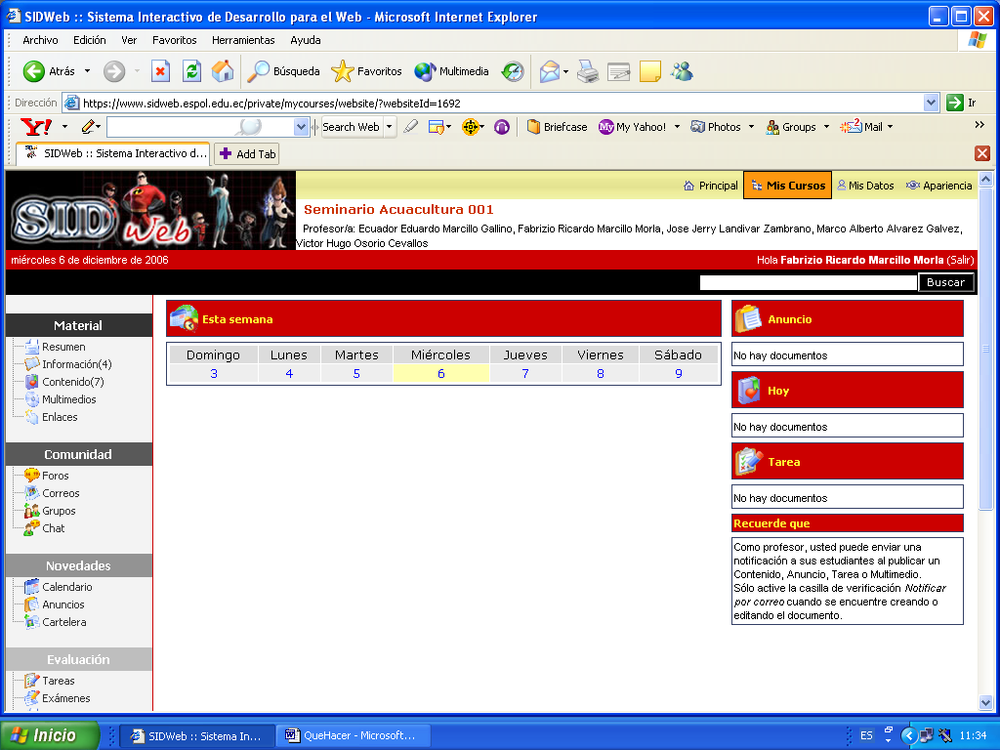 SIDWeb :: Sistema Interactivo de Desarrollo para el Web - Microsoft Internet Explorer
Archivo Edición Ver Favoritos Herramientas Ayuda
Atrás Búsqueda Favoritos Multimedia
Dirección https://www.sidweb.espol.edu.ec/private/mycourses/website/?websiteId=1692 Ir
Y! Search Web Briefcase My Yahoo! Photos Groups 2 Mail »
SIDWeb :: Sistema Interactivo d... Add Tab
SID Web
Principal Mis Cursos Mis Datos Apariencia
Seminario Acuacultura 001
Profesor/a: Ecuador Eduardo Marcillo Gallino, Fabrizio Ricardo Marcillo Morla, Jose Jerry Landivar Zambrano, Marco Alberto Alvarez Galvez,
Victor Hugo Osorio Cevallos
miércoles 6 de diciembre de 2006 Hola Fabrizio Ricardo Marcillo Morla (Salir)
Buscar
Material
Resumen
Información(4)
Contenido(7)
Multimedios
Enlaces
Comunidad
Foros
Correos
Grupos
Chat
Novedades
Calendario
Anuncios
Cartelera
Evaluación
Tareas
Exámenes
Esta semana
Domingo Lunes Martes Miércoles Jueves Viernes Sábado
3 4 5 6 7 8 9
Anuncio
No hay documentos
Hoy
No hay documentos
Tarea
No hay documentos
Recuerde que
Como profesor, usted puede enviar una
notificación a sus estudiantes al publicar un
Contenido, Anuncio, Tarea o Multimedio.
Sólo active la casilla de verificación Notificar
por correo cuando se encuentre creando o
editando el documento.
Inicio SIDWeb :: Sistema In... QueHacer - Microsoft... ES 11:34